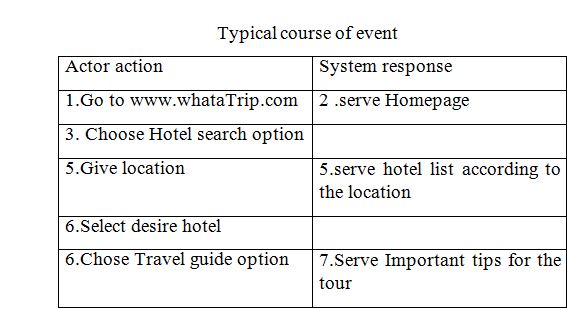 Typical course of event
Actor action
System response
1.Go to www.whataTrip.com
2 .serve Homepage
3. Choose Hotel search option
5.Give location
5.serve hotel list according to
the location
6.Select desire hotel
6.Chose Travel guide option
7.Serve Important tips for the
tour